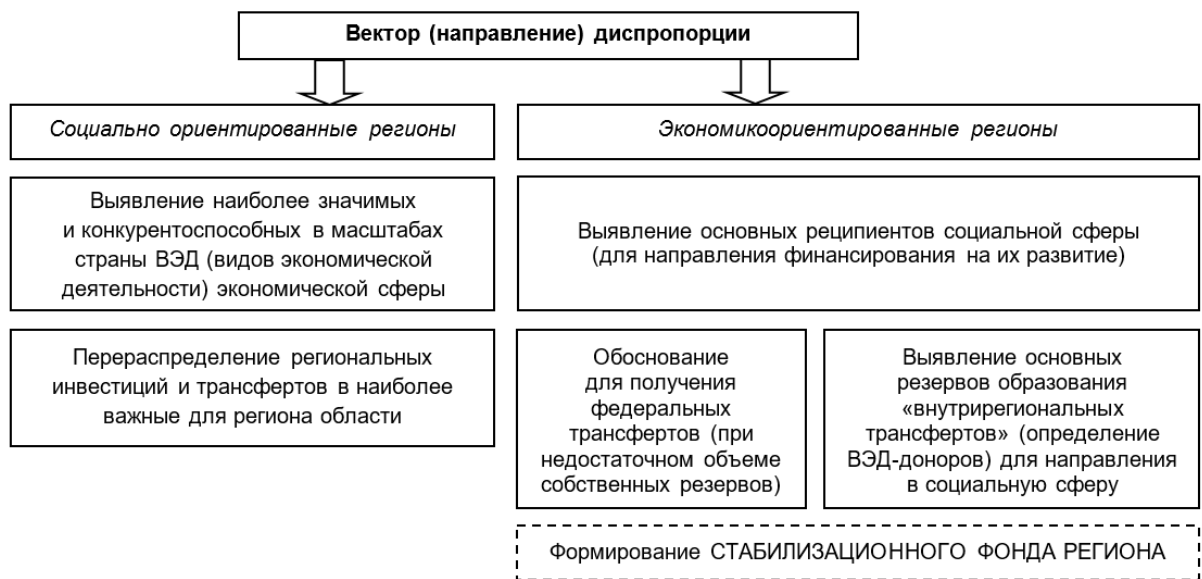 Вектор (направление) диспропорции
Социально ориентированные регионы
Экономикоориентированные регионы
Выявление наиболее значимых
и конкурентоспособных в масштабах
страны ВЭД (видов экономической
деятельности) экономической сферы
Выявление основных реципиентов социальной сферы
(для направления финансирования на их развитие)
Перераспределение региональных
инвестиций и трансфертов в наиболее
важные для региона области
Обоснование
для получения
федеральных
трансфертов (при
недостаточном объеме
собственных резервов)
Выявление основных
резервов образования
«внутрирегиональных
трансфертов» (определение
ВЭД-доноров) для направления
в социальную сферу
Формирование СТАБИЛИЗАЦИОННОГО ФОНДА РЕГИОНА